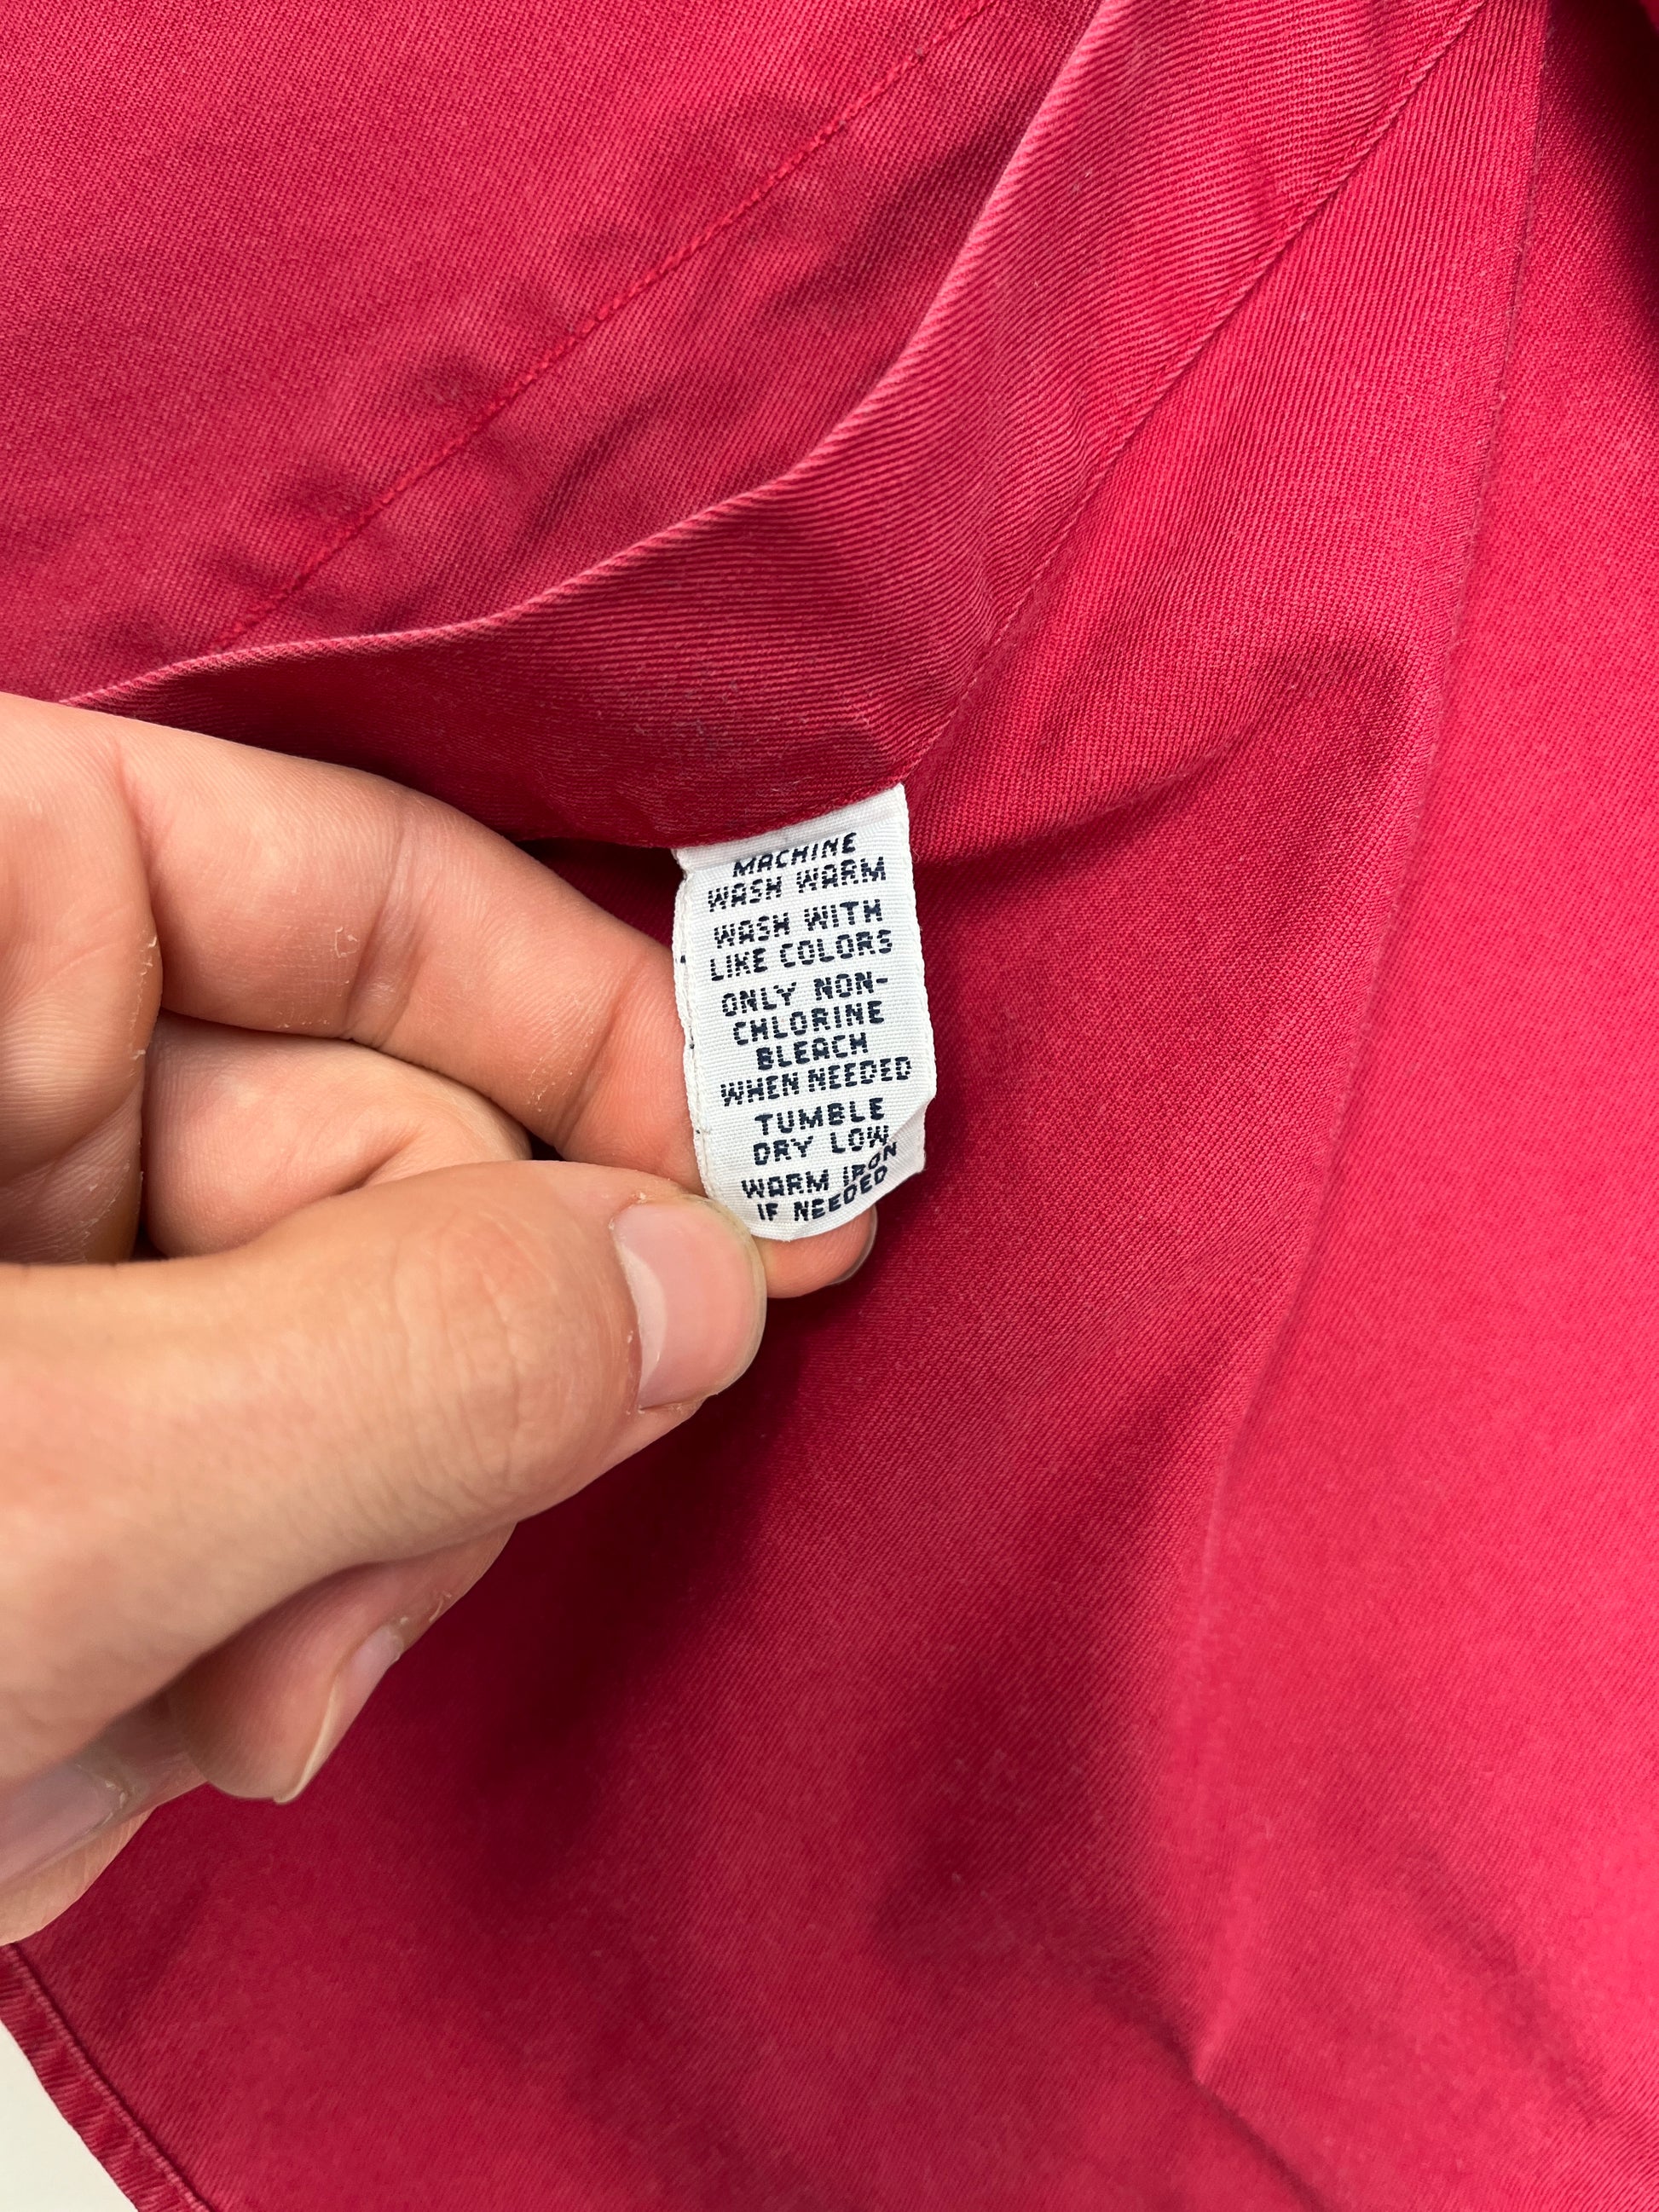 MACHINE
WASH WARM
WASH WITH
LIKE COLORS
ONLY NON-
CHLORINE
BLEACH
WHEN NEEDED
TUMBLE
DRY LOW
WARM IRON
IF NEEDED